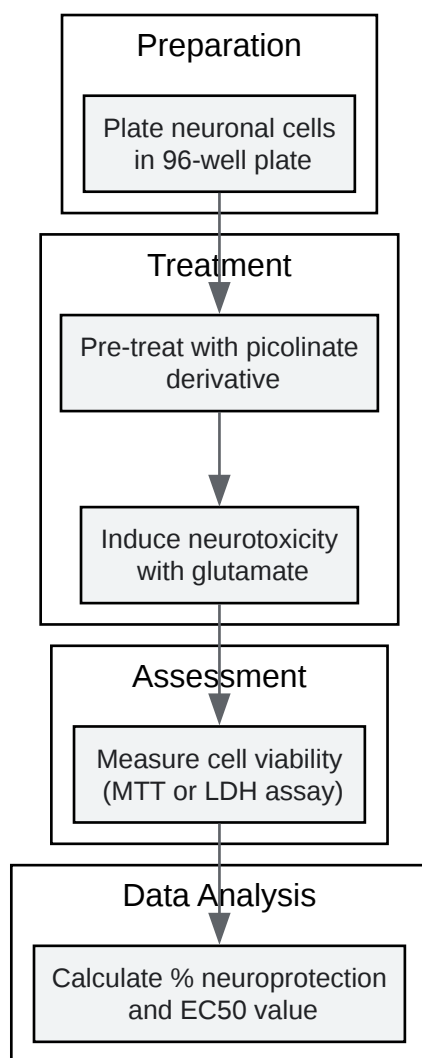 Preparation
Plate neuronal cells
in 96-well plate
Treatment
Pre-treat with picolinate
derivative
Induce neurotoxicity
with glutamate
Assessment
Measure cell viability
(MTT or LDH assay)
Data Analysis
Calculate % neuroprotection
and EC50 value